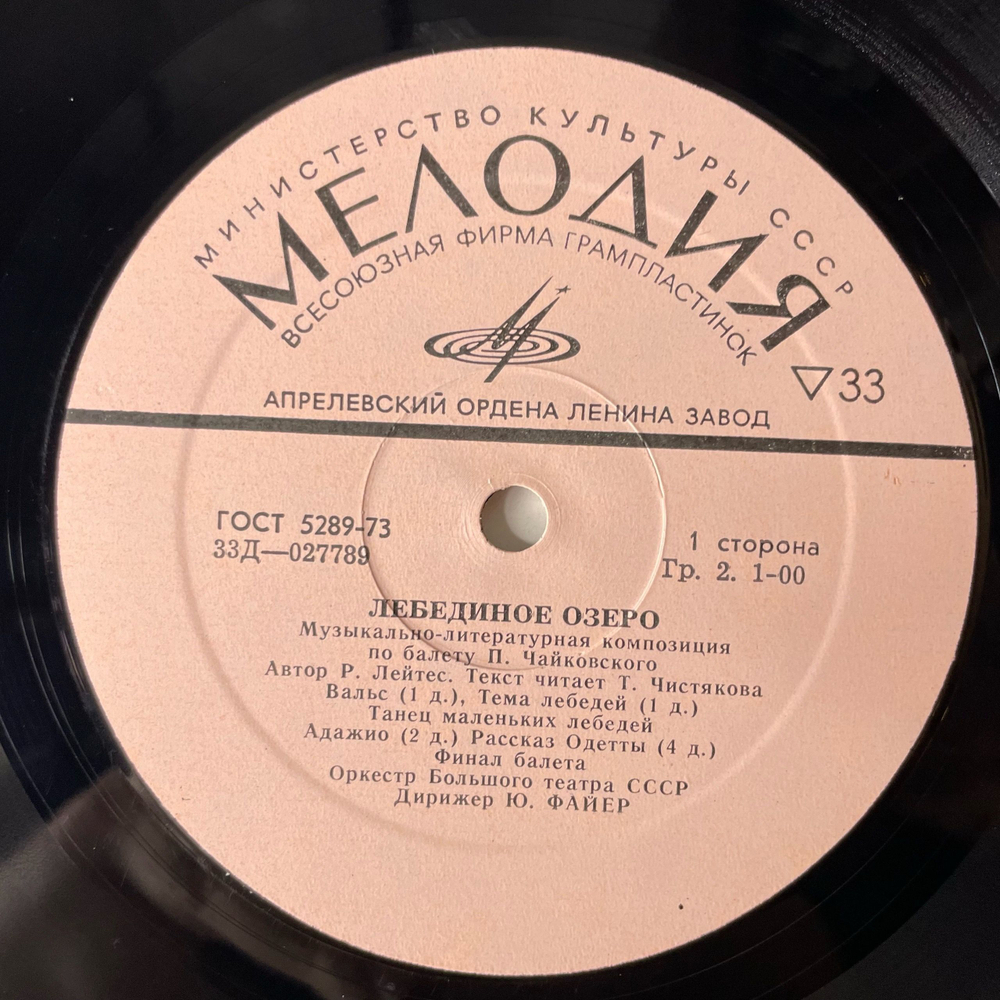 МИНИСТЕРСТВО КУЛЬТУРЫ СССР
МЕЛОДИЯ
ВСЕСОЮЗНАЯ ФИРМА ГРАМПЛАСТИНОК
33
АПРЕЛЕВСКИЙ ОРДЕНА ЛЕНИНА ЗАВОД
ГОСТ 5289-73
33Д—027789
1 сторона
Гр. 2. 1-00
ЛЕБЕДИНОЕ ОЗЕРО
Музыкально-литературная композиция
по балету П. Чайковского
Автор Р. Лейтес. Текст читает Т. Чистякова
Вальс (1 д.), Тема лебедей (1 д.)
Танец маленьких лебедей
Адажио (2 д.) Рассказ Одетты (4 д.)
Финал балета
Оркестр Большого театра СССР
Дирижер Ю. ФАЙЕР